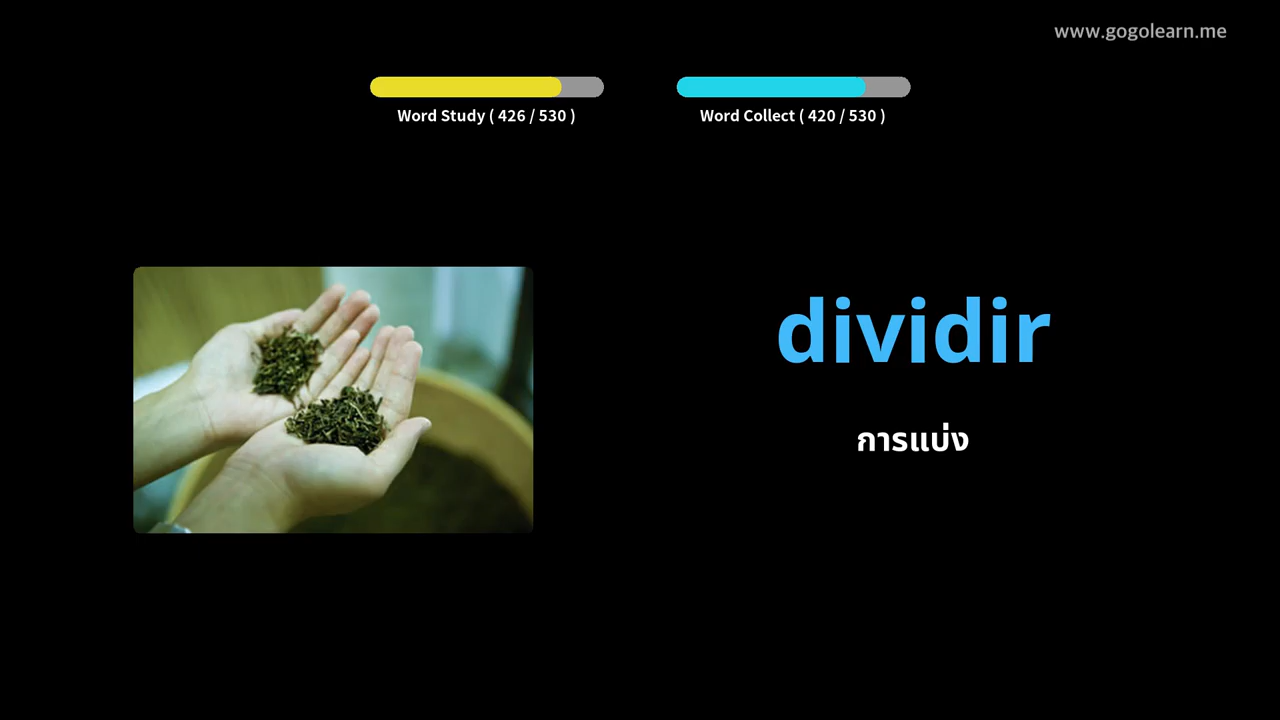 www.gogolearn.me
Word Study ( 426 / 530 )
Word Collect ( 420 / 530 )
dividir
การแบ่ง